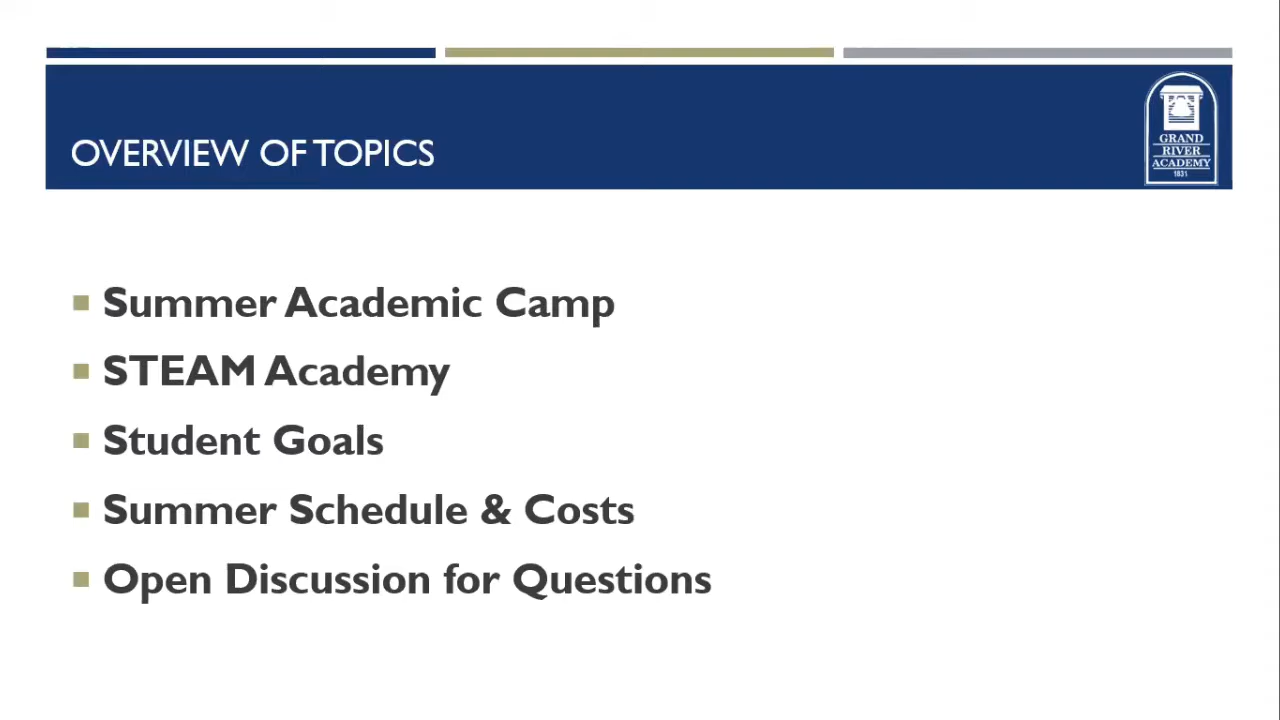 OVERVIEW OF TOPICS
GRAND
RIVER
ACADEMY
1831
Summer Academic Camp
STEAM Academy
Student Goals
Summer Schedule & Costs
Open Discussion for Questions